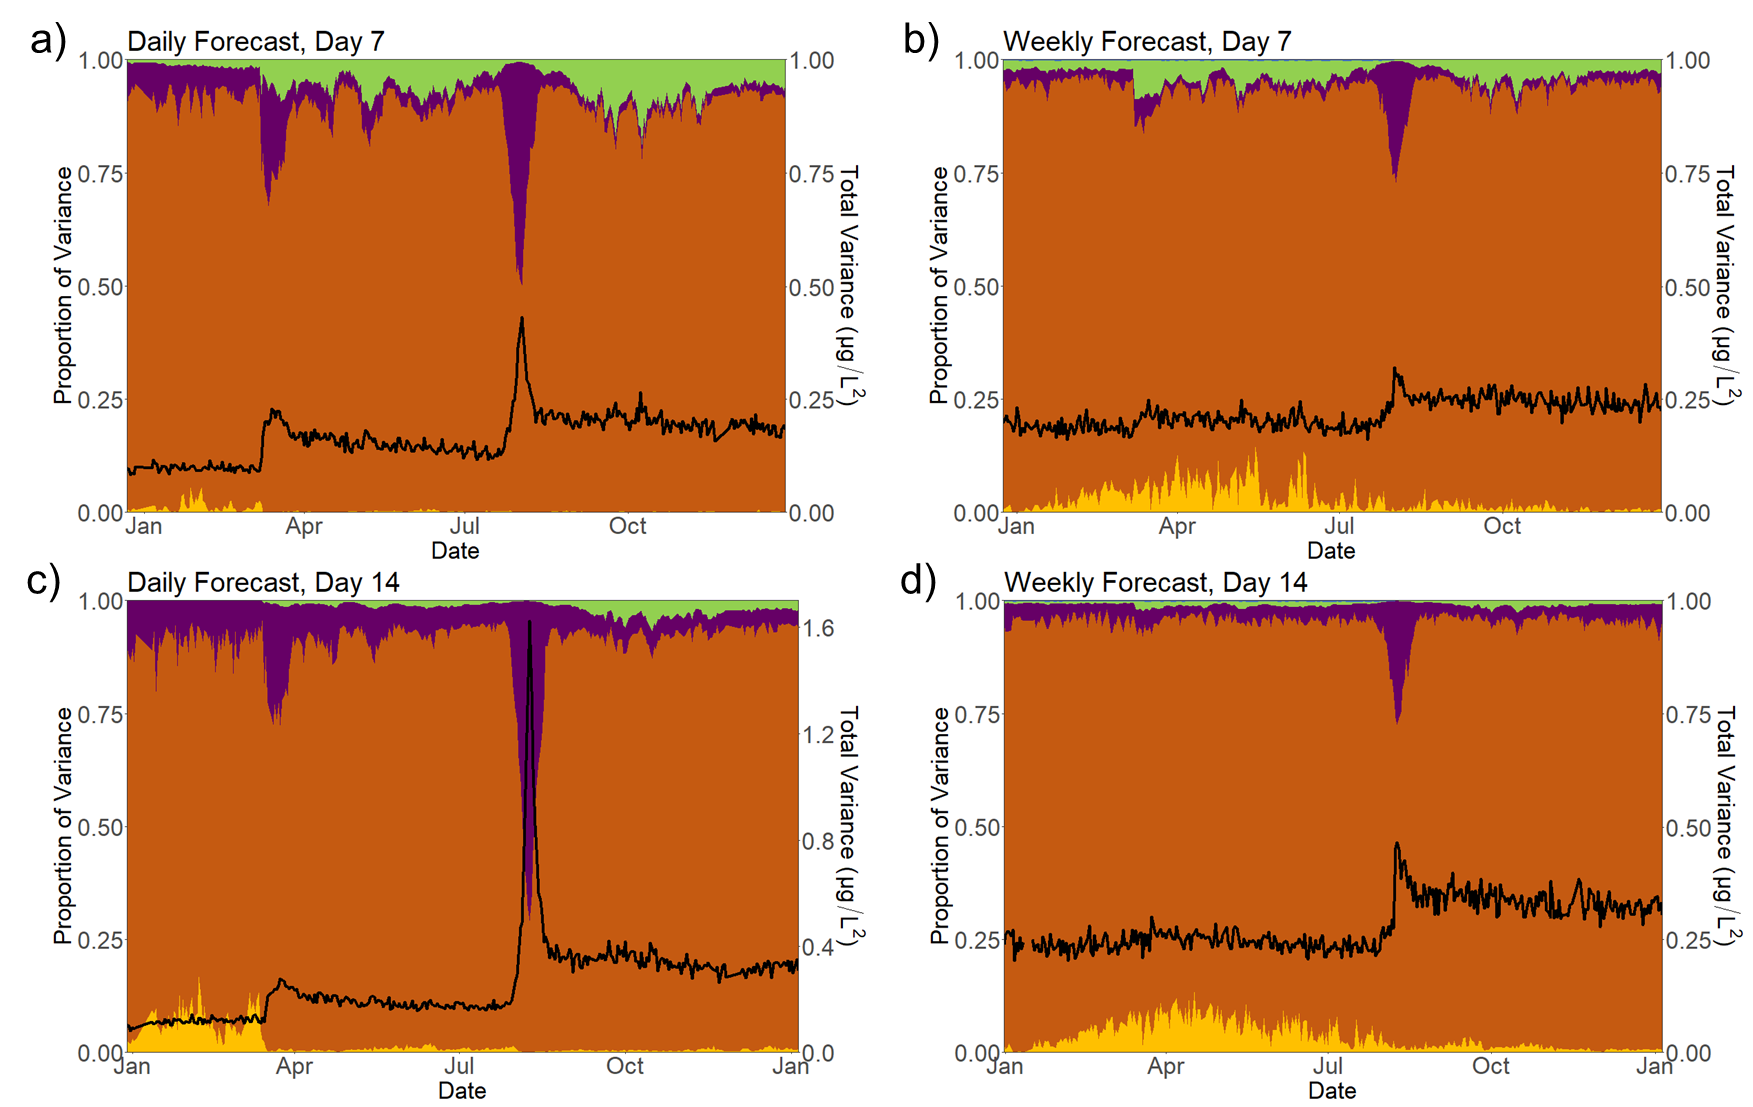 a) Daily Forecast, Day 7
1.00 0.75 0.50 0.25 0.00
Proportion of Variance
1.00 0.75 0.50 0.25 0.00
Total Variance (µg/L²)
Jan Apr Jul Oct
Date
b) Weekly Forecast, Day 7
1.00 0.75 0.50 0.25 0.00
Proportion of Variance
1.00 0.75 0.50 0.25 0.00
Total Variance (µg/L²)
Jan Apr Jul Oct
Date
c) Daily Forecast, Day 14
1.00 0.75 0.50 0.25 0.00
Proportion of Variance
1.6 1.2 0.8 0.4 0.0
Total Variance (µg/L²)
Jan Apr Jul Oct Jan
Date
d) Weekly Forecast, Day 14
1.00 0.75 0.50 0.25 0.00
Proportion of Variance
1.00 0.75 0.50 0.25 0.00
Total Variance (µg/L²)
Jan Apr Jul Oct Jan
Date